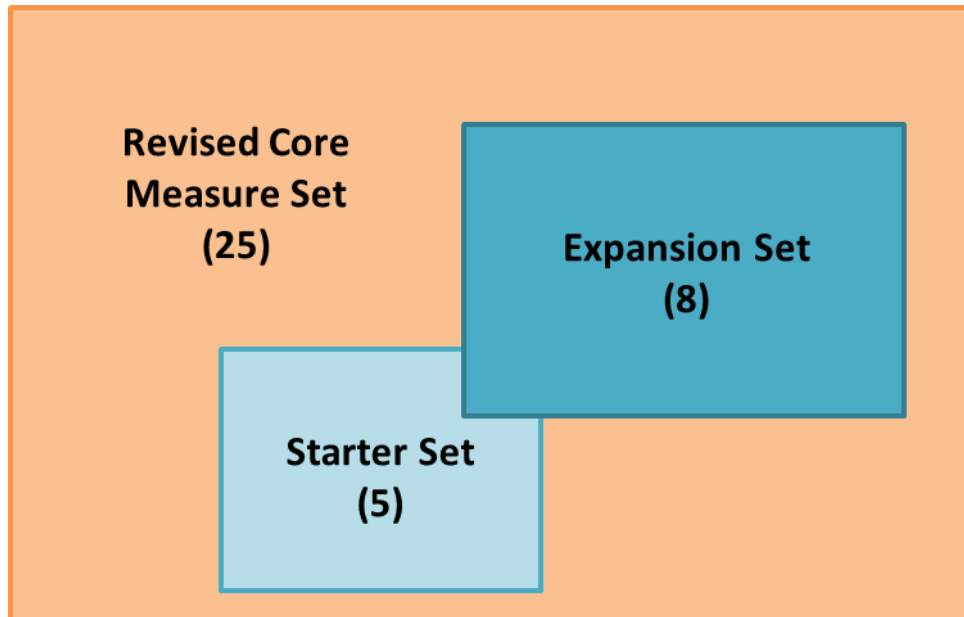 Revised Core
Measure Set
(25)
Expansion Set
(8)
Starter Set
(5)